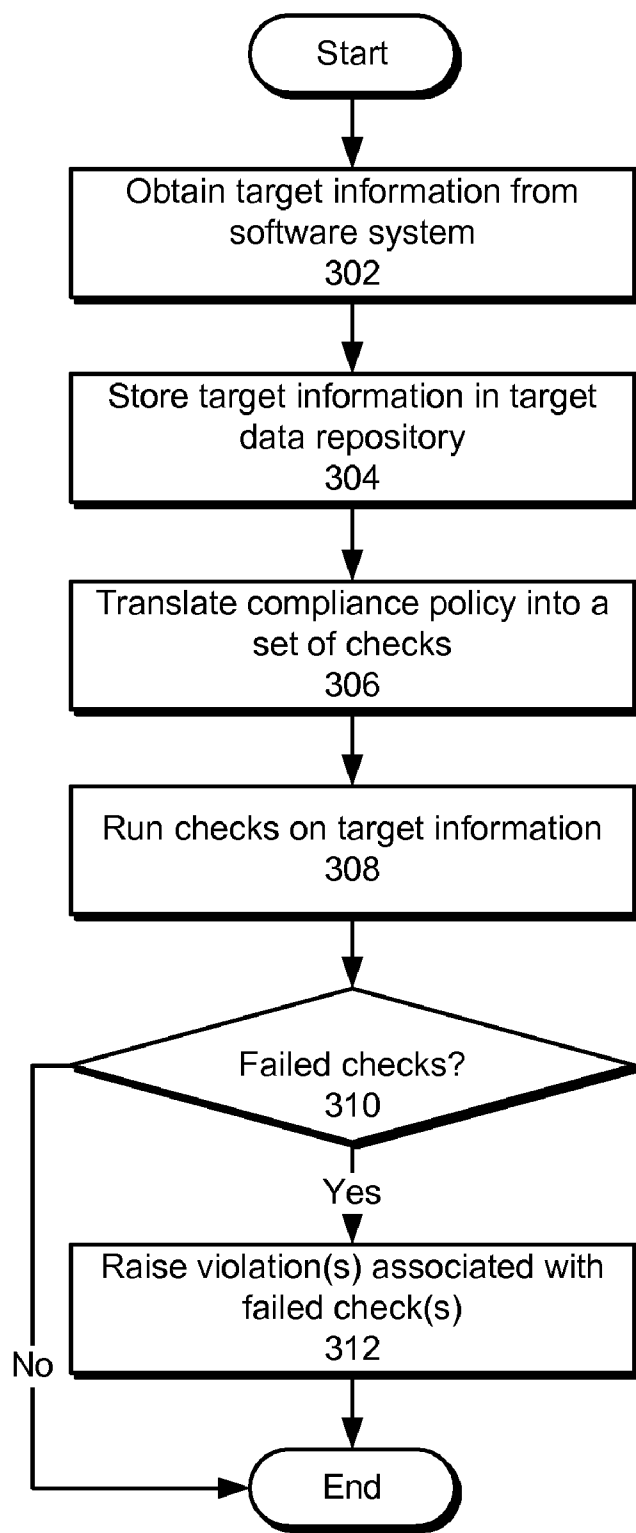 Start
Obtain target information from
software system
302
Store target information in target
data repository
304
Translate compliance policy into a
set of checks
306
Run checks on target information
308
Failed checks?
310
Yes
Raise violation(s) associated with
failed check(s)
312
No
End